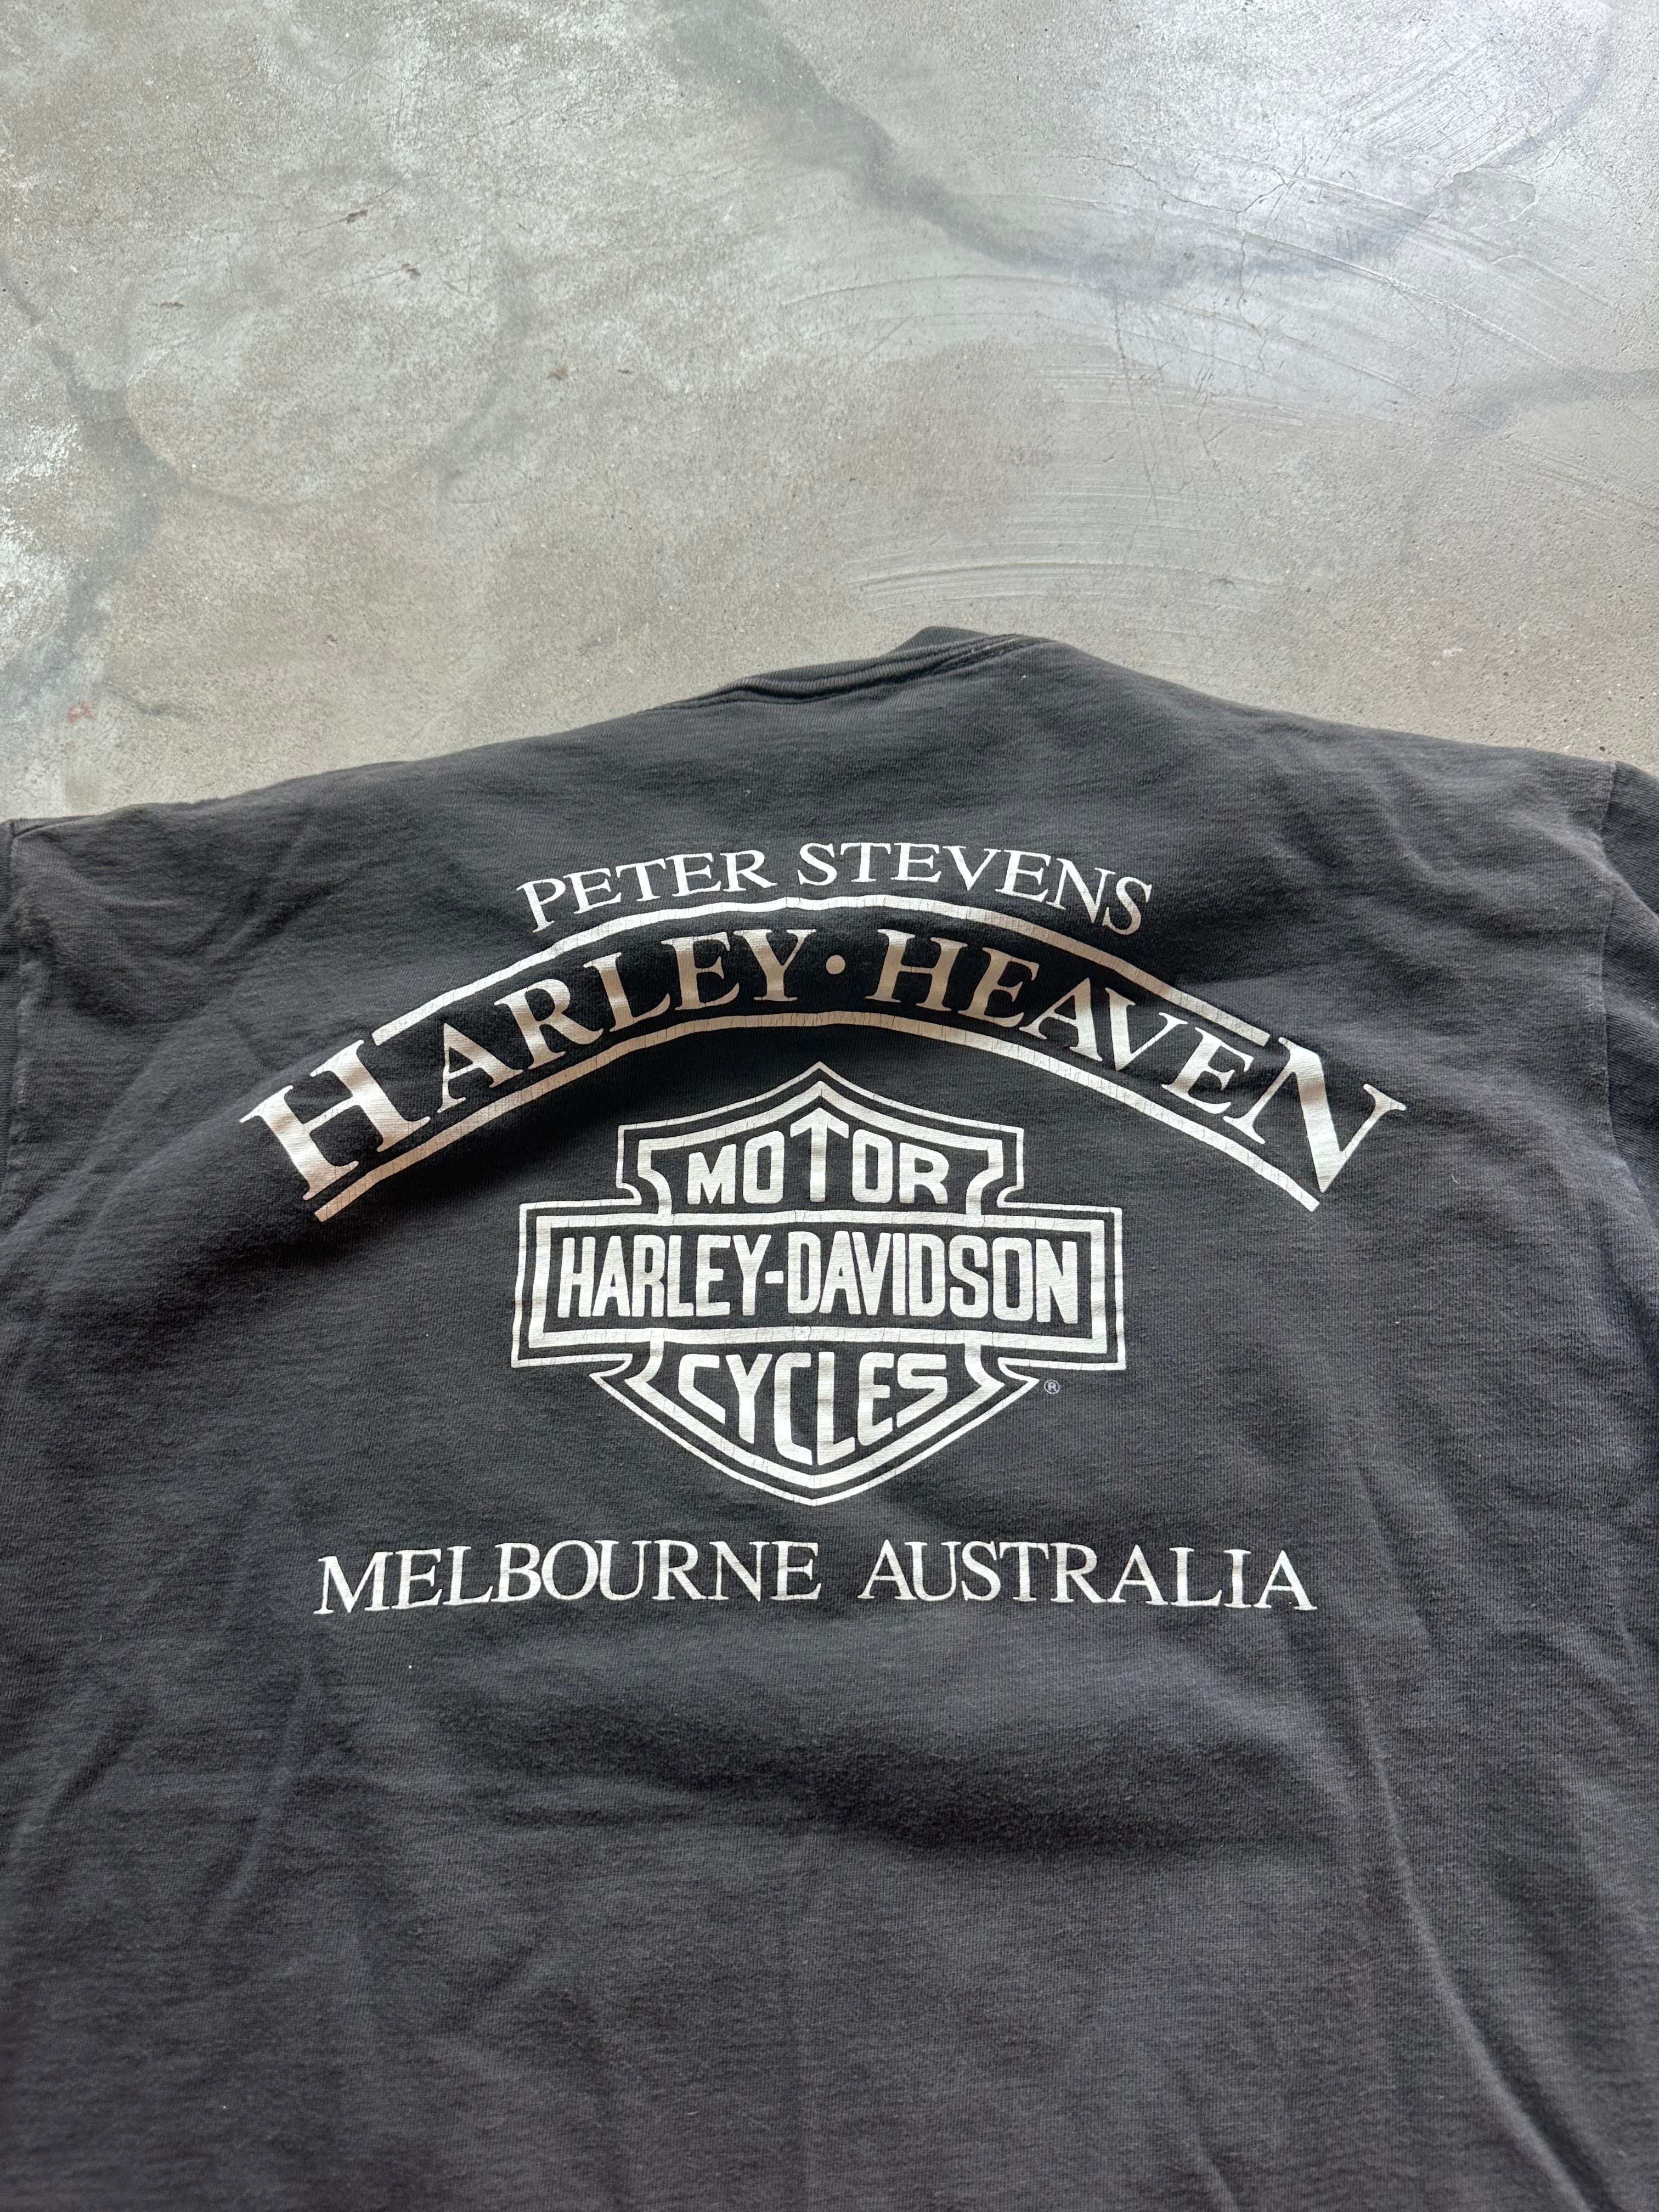 PETER STEVENS
HARLEY · HEAVEN
MOTOR
HARLEY-DAVIDSON
CYCLES
®
MELBOURNE AUSTRALIA